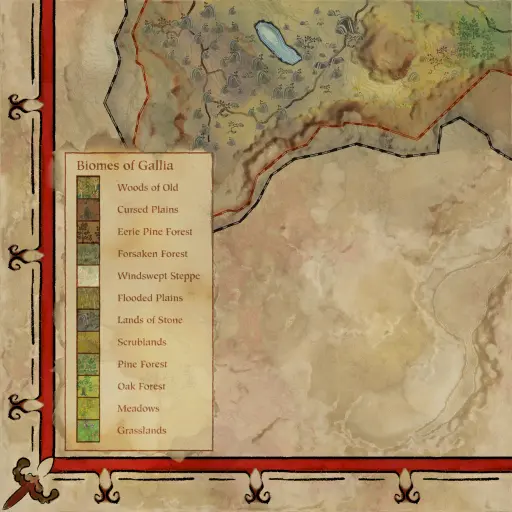 Biomes of Gallia
Woods of Old
Cursed Plains
Eerie Pine Forest
Forsaken Forest
Windswept Steppe
Flooded Plains
Lands of Stone
Scrublands
Pine Forest
Oak Forest
Meadows
Grasslands